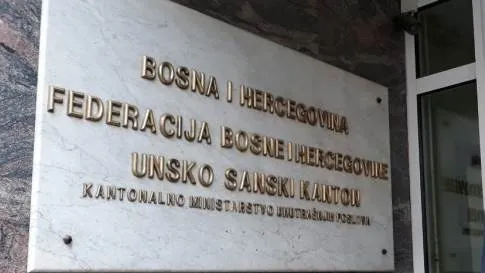 BOSNA I HERCEGOVINA
FEDERACIJA BOSNE I HERCEGOVINE
UNSKO SANSKI KANTON
KANTONALNO MINISTARSTVO UNUTRAŠNJIH POSLOVA